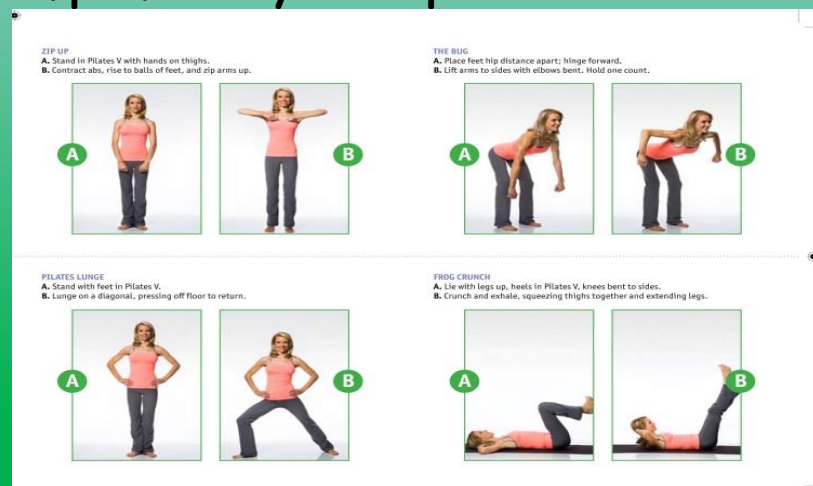 ZIP UP
A. Stand in Pilates V with hands on thighs.
B. Contract abs, rise to balls of feet, and zip arms up.
A
B
THE BUG
A. Place feet hip distance apart; hinge forward.
B. Lift arms to sides with elbows bent. Hold one count.
A
B
PILATES LUNGE
A. Stand with feet in Pilates V.
B. Lunge on a diagonal, pressing off floor to return.
A
B
FROG CRUNCH
A. Lie with legs up, heels in Pilates V, knees bent to sides.
B. Crunch and exhale, squeezing thighs together and extending legs.
A
B